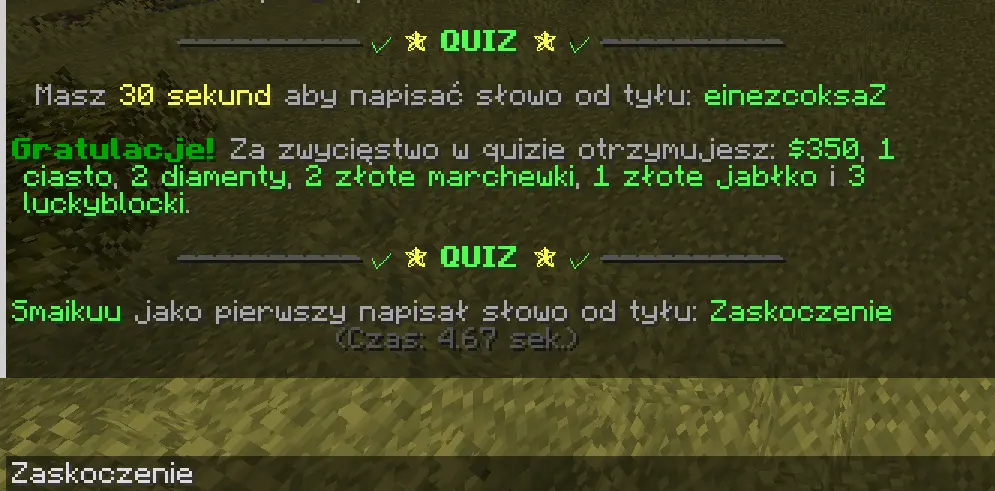 QUIZ
Masz 30 sekund aby napisać słowo od tyłu: einezcoksaZ
Gratulacje! Za zwycięstwo w quizie otrzymujesz: $350, 1
ciasto, 2 diamenty, 2 złote marchewki, 1 złote jabłko i 3
luckyblocki.
QUIZ
Smaikuu jako pierwszy napisał słowo od tyłu: Zaskoczenie
(Czas: 4.67 sek.)
Zaskoczenie